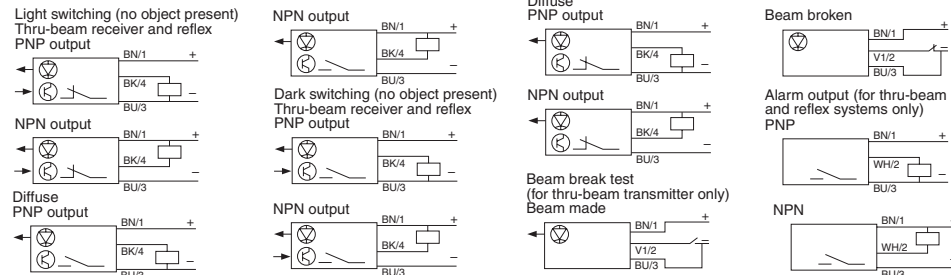 Light switching (no object present)
Thru-beam receiver and reflex
PNP output
BN/1 +
BK/4
−
BU/3
NPN output
BN/1 +
BK/4
−
BU/3
Diffuse
PNP output
BN/1 +
BK/4
−
BU/3
NPN output
BN/1 +
BK/4
−
BU/3
Dark switching (no object present)
Thru-beam receiver and reflex
PNP output
BN/1 +
BK/4
−
BU/3
NPN output
BN/1 +
BK/4
−
BU/3
Diffuse
PNP output
BN/1 +
BK/4
−
BU/3
NPN output
BN/1 +
BK/4
−
BU/3
Beam break test
(for thru-beam transmitter only)
Beam made
BN/1 +
V1/2
BU/3 −
Beam broken
BN/1 +
V1/2
BU/3 −
Alarm output (for thru-beam
and reflex systems only)
PNP
BN/1 +
WH/2
−
BU/3
NPN
BN/1
WH/2
BU/3